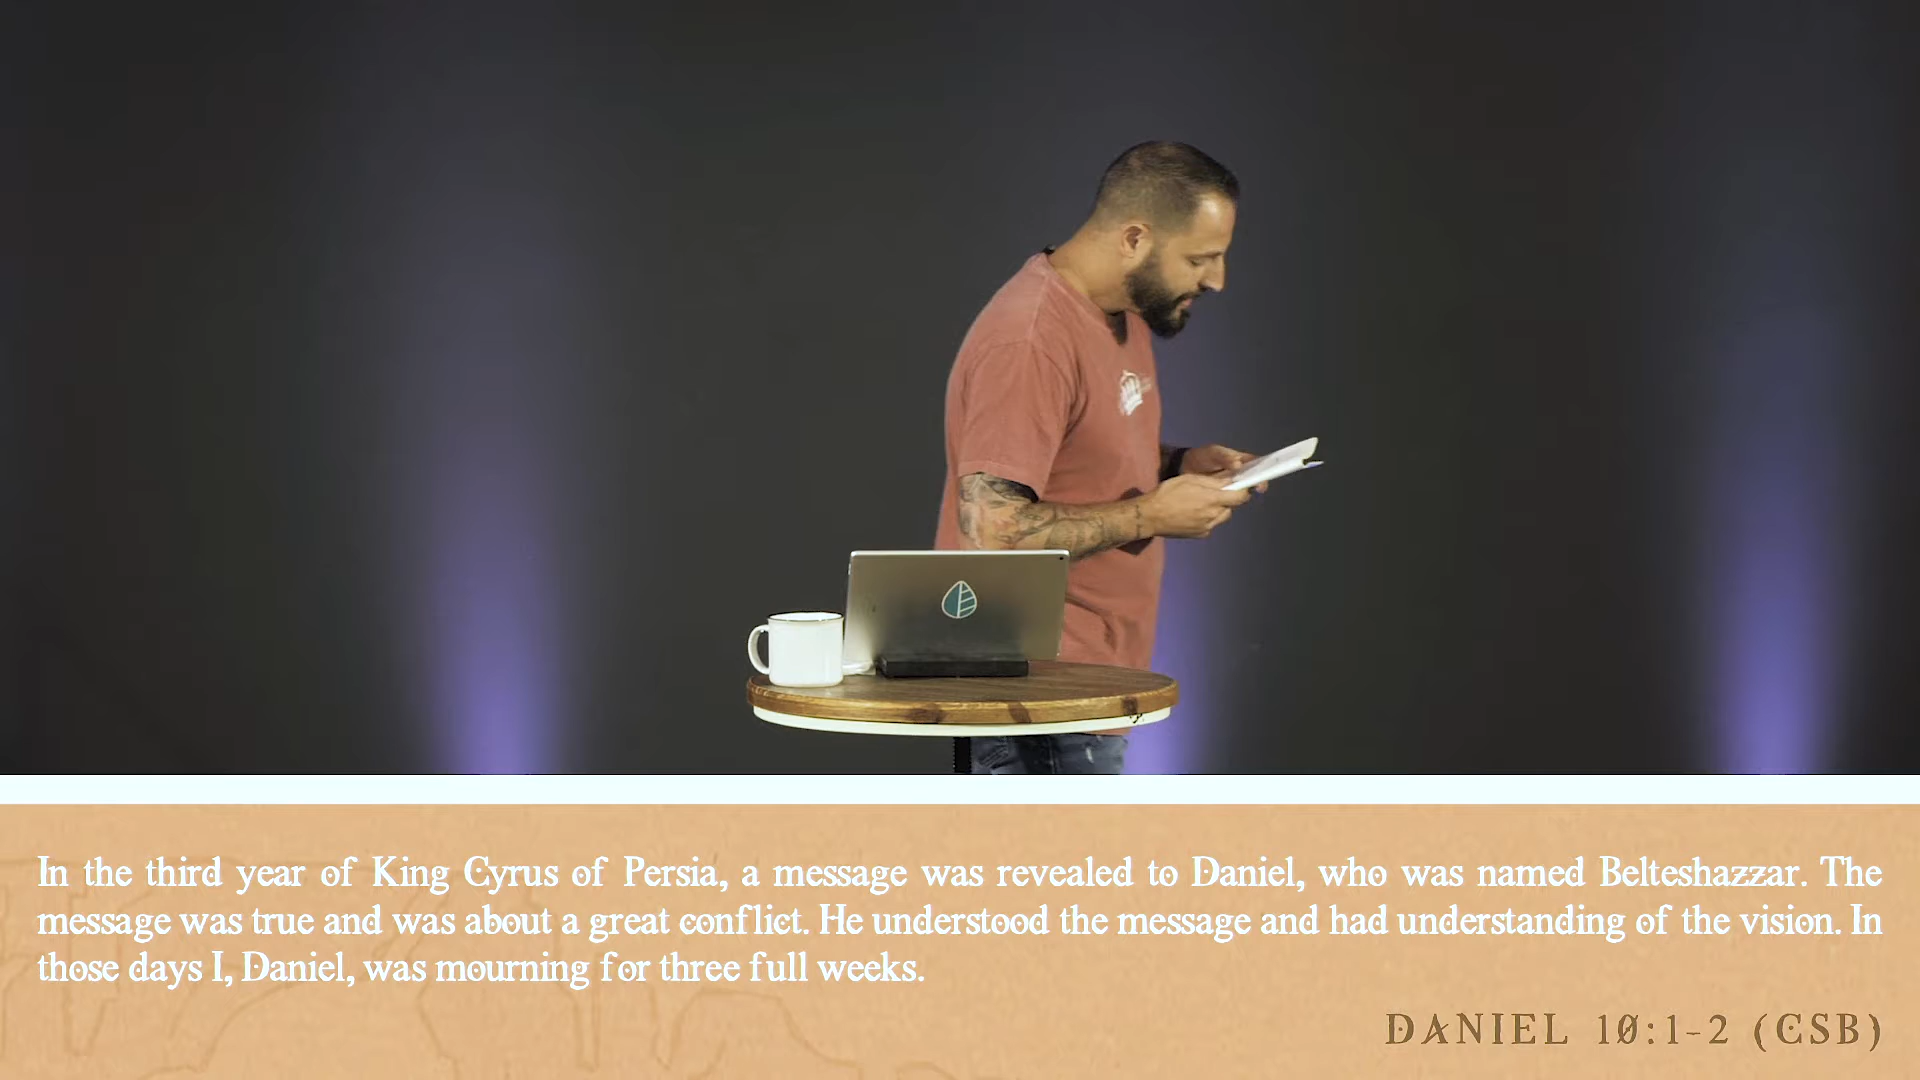 In the third year of King Cyrus of Persia, a message was revealed to Daniel, who was named Belteshazzar. The
message was true and was about a great conflict. He understood the message and had understanding of the vision. In
those days I, Daniel, was mourning for three full weeks.
DANIEL 10:1-2 (CSB)